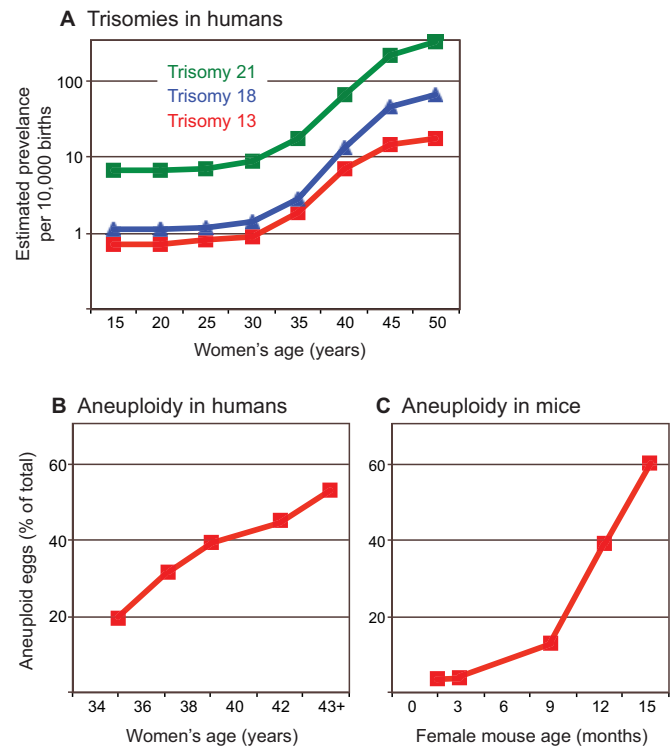 A Trisomies in humans
Estimated prevelance
per 10,000 births
100
10
1
Trisomy 21
Trisomy 18
Trisomy 13
15 20 25 30 35 40 45 50
Women's age (years)
B Aneuploidy in humans
Aneuploid eggs (% of total)
60
40
20
34 36 38 40 42 43+
Women's age (years)
C Aneuploidy in mice
60
40
20
0 3 6 9 12 15
Female mouse age (months)